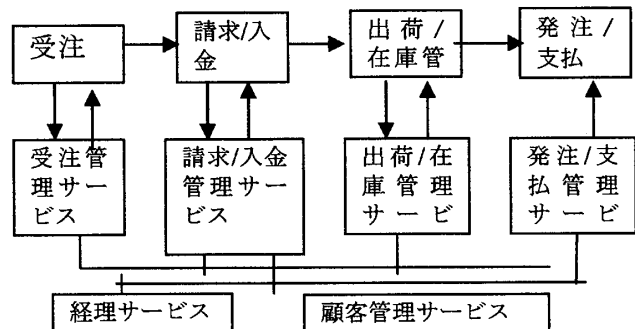 受注
請求/入
金
出荷/
在庫管
発注/
支払
受注管
理サー
ビス
請求/入金
管理サー
ビス
出荷/在
庫管理
サービ
発注/支
払管理
サービ
経理サービス
顧客管理サービス